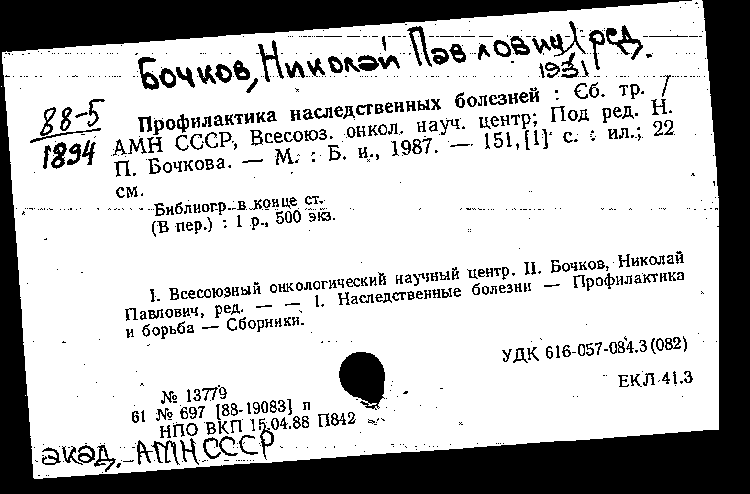 Бочков, Николай Павлович, ред.
1931
88-5
1894
Профилактика наследственных болезней : Сб. тр. /
АМН СССР, Всесоюз. онкол. науч. центр; Под ред. Н.
П. Бочкова. — М. : Б. и., 1987. — 151, [1] с. : ил.; 22
см.
Библиогр. в конце ст.
(В пер.) : 1 р., 500 экз.
I. Всесоюзный онкологический научный центр. II. Бочков, Николай
Павлович, ред. — — 1. Наследственные болезни — Профилактика
и борьба — Сборники.
УДК 616-057-084.3 (082)
ЕКЛ 41.3
№ 13779
61 № 697 [88-19083] п
НПО ВКП 15.04.88 П842
акад. АМН СССР